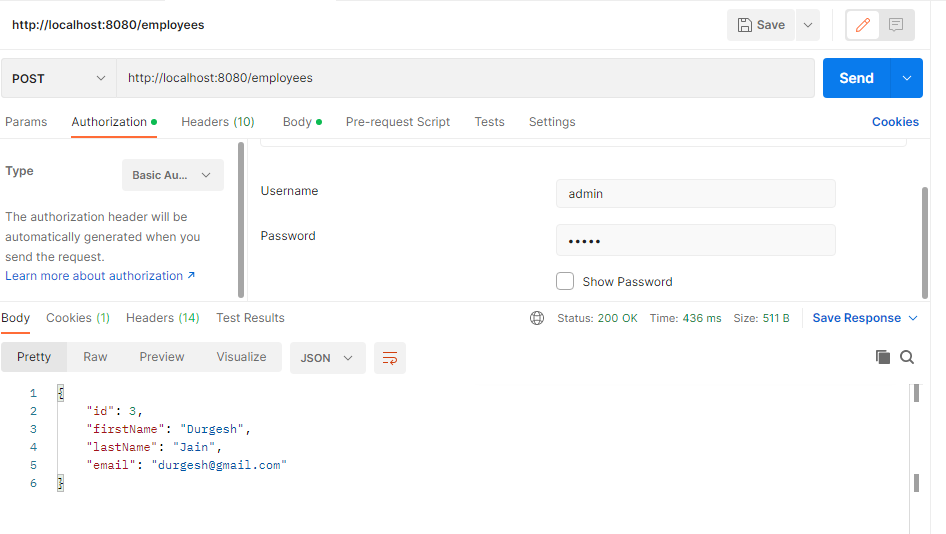 http://localhost:8080/employees
Save
POST
http://localhost:8080/employees
Send
Params
Authorization
Headers (10)
Body
Pre-request Script
Tests
Settings
Cookies
Type
Basic Au...
The authorization header will be
automatically generated when you
send the request.
Learn more about authorization ↗
Username
admin
Password
•••••
Show Password
Body
Cookies (1)
Headers (14)
Test Results
Status: 200 OK
Time: 436 ms
Size: 511 B
Save Response
Pretty
Raw
Preview
Visualize
JSON
1 {
2 "id": 3,
3 "firstName": "Durgesh",
4 "lastName": "Jain",
5 "email": "durgesh@gmail.com"
6 }